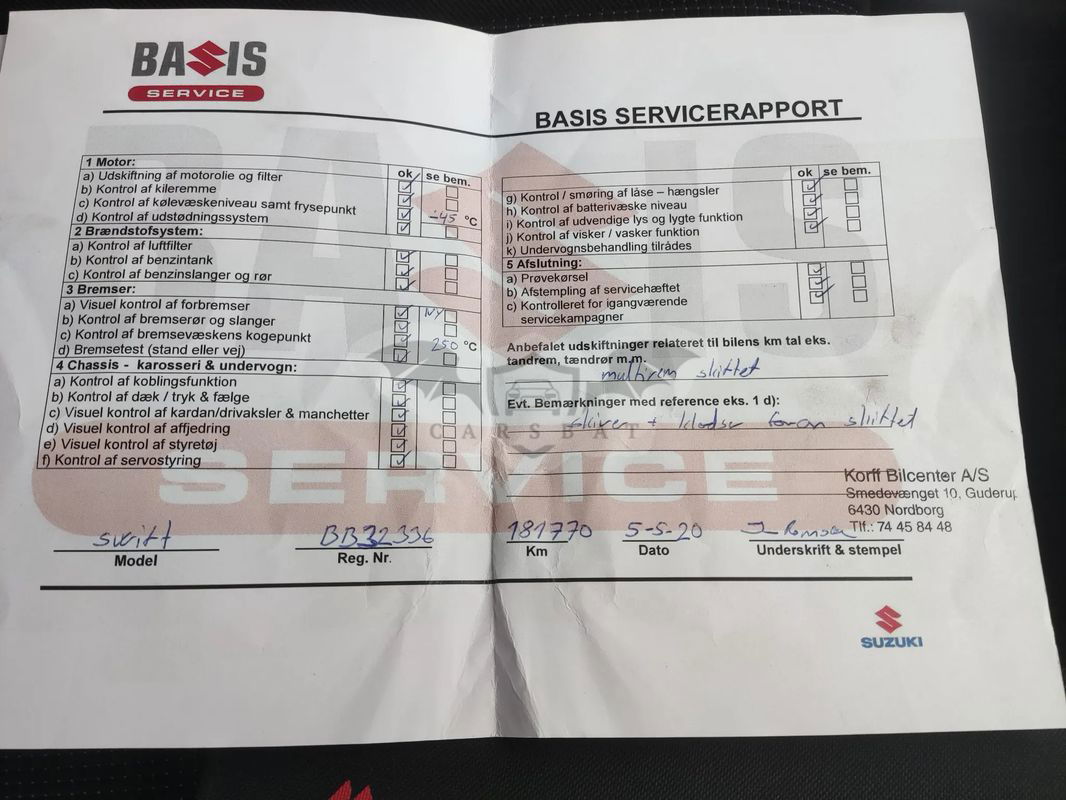 BASIS
SERVICE
BASIS SERVICERAPPORT
1 Motor: ok se bem.
a) Udskiftning af motorolie og filter
b) Kontrol af kileremme
c) Kontrol af kølevæskeniveau samt frysepunkt
d) Kontrol af udstødningssystem -45 °C
2 Brændstofsystem:
a) Kontrol af luftfilter
b) Kontrol af benzintank
c) Kontrol af benzinslanger og rør
3 Bremser:
a) Visuel kontrol af forbremser NY
b) Kontrol af bremserør og slanger
c) Kontrol af bremsevæskens kogepunkt 250 °C
d) Bremsetest (stand eller vej)
4 Chassis - karosseri & undervogn:
a) Kontrol af koblingsfunktion
b) Kontrol af dæk / tryk & fælge
c) Visuel kontrol af kardan/drivaksler & manchetter
d) Visuel kontrol af affjedring
e) Visuel kontrol af styretøj
f) Kontrol af servostyring
ok se bem.
g) Kontrol / smøring af låse – hængsler
h) Kontrol af batterivæske niveau
i) Kontrol af udvendige lys og lygte funktion
j) Kontrol af visker / vasker funktion
k) Undervognsbehandling tilrådes
5 Afslutning:
a) Prøvekørsel
b) Afstempling af servicehæftet
c) Kontrolleret for igangværende
servicekampagner
Anbefalet udskiftninger relateret til bilens km tal eks.
tandrem, tændrør m.m.
multirem skiftet
Evt. Bemærkninger med reference eks. 1 d):
skiver + klodser foran skiftet
CARSBAT
SERVICE
Korff Bilcenter A/S
Smedevænget 10, Guderup
6430 Nordborg
Tlf.: 74 45 84 48
swift BB32336 181770 5-5-20
Model Reg. Nr. Km Dato Underskrift & stempel
SUZUKI